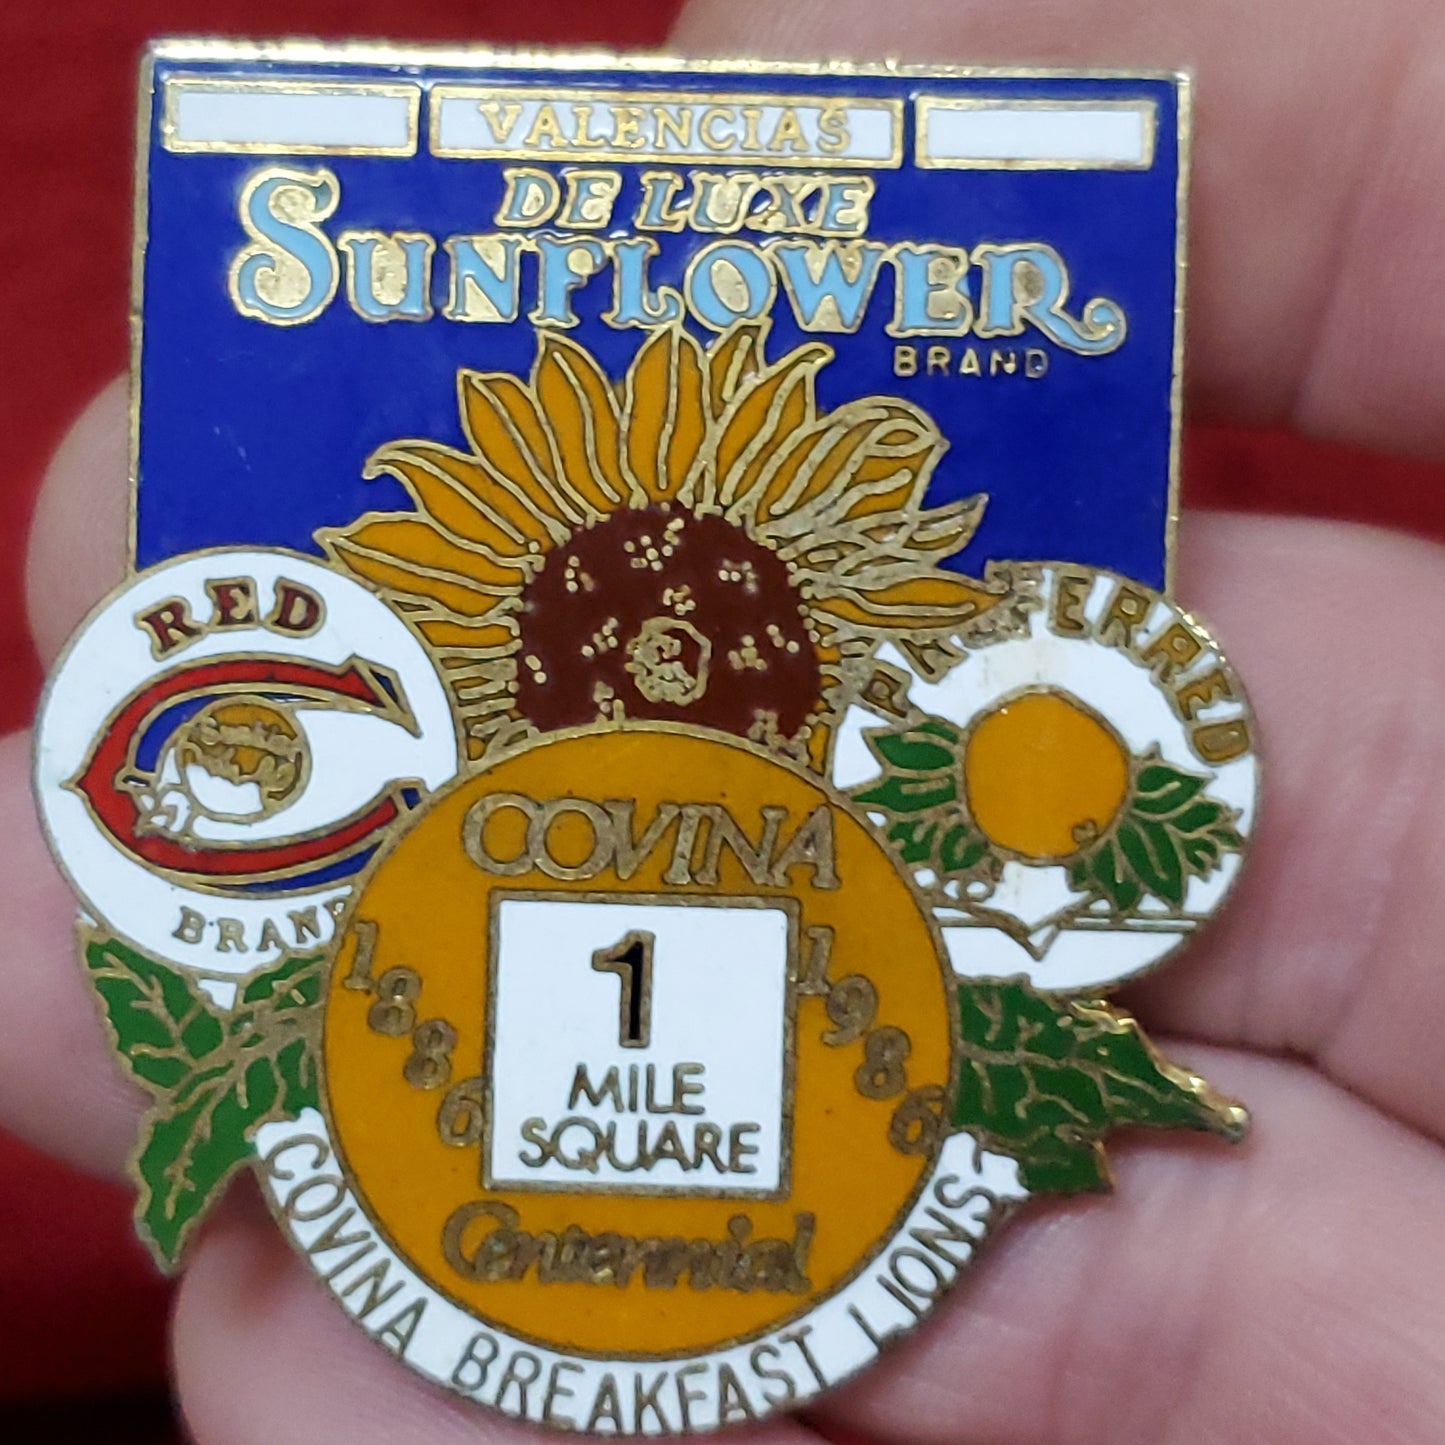 VALENCIAS
DE LUXE
SUNFLOWER
BRAND
RED
BRAND
PREFERRED
COVINA
1886
1986
1
MILE
SQUARE
Centennial
COVINA BREAKFAST LIONS